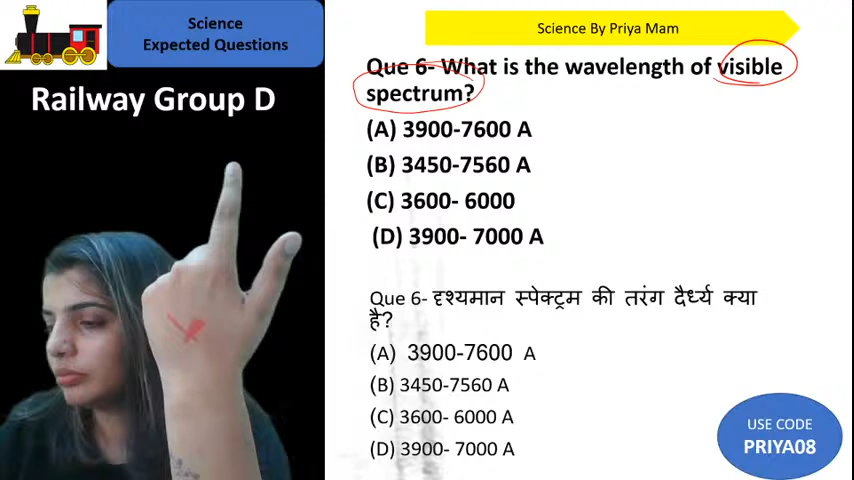 Science
Expected Questions
Railway Group D
Science By Priya Mam
Que 6- What is the wavelength of visible
spectrum?
(A) 3900-7600 A
(B) 3450-7560 A
(C) 3600- 6000
(D) 3900- 7000 A
Que 6- दृश्यमान स्पेक्ट्रम की तरंग दैर्ध्य क्या
है?
(A) 3900-7600 A
(B) 3450-7560 A
(C) 3600- 6000 A
(D) 3900- 7000 A
USE CODE
PRIYA08